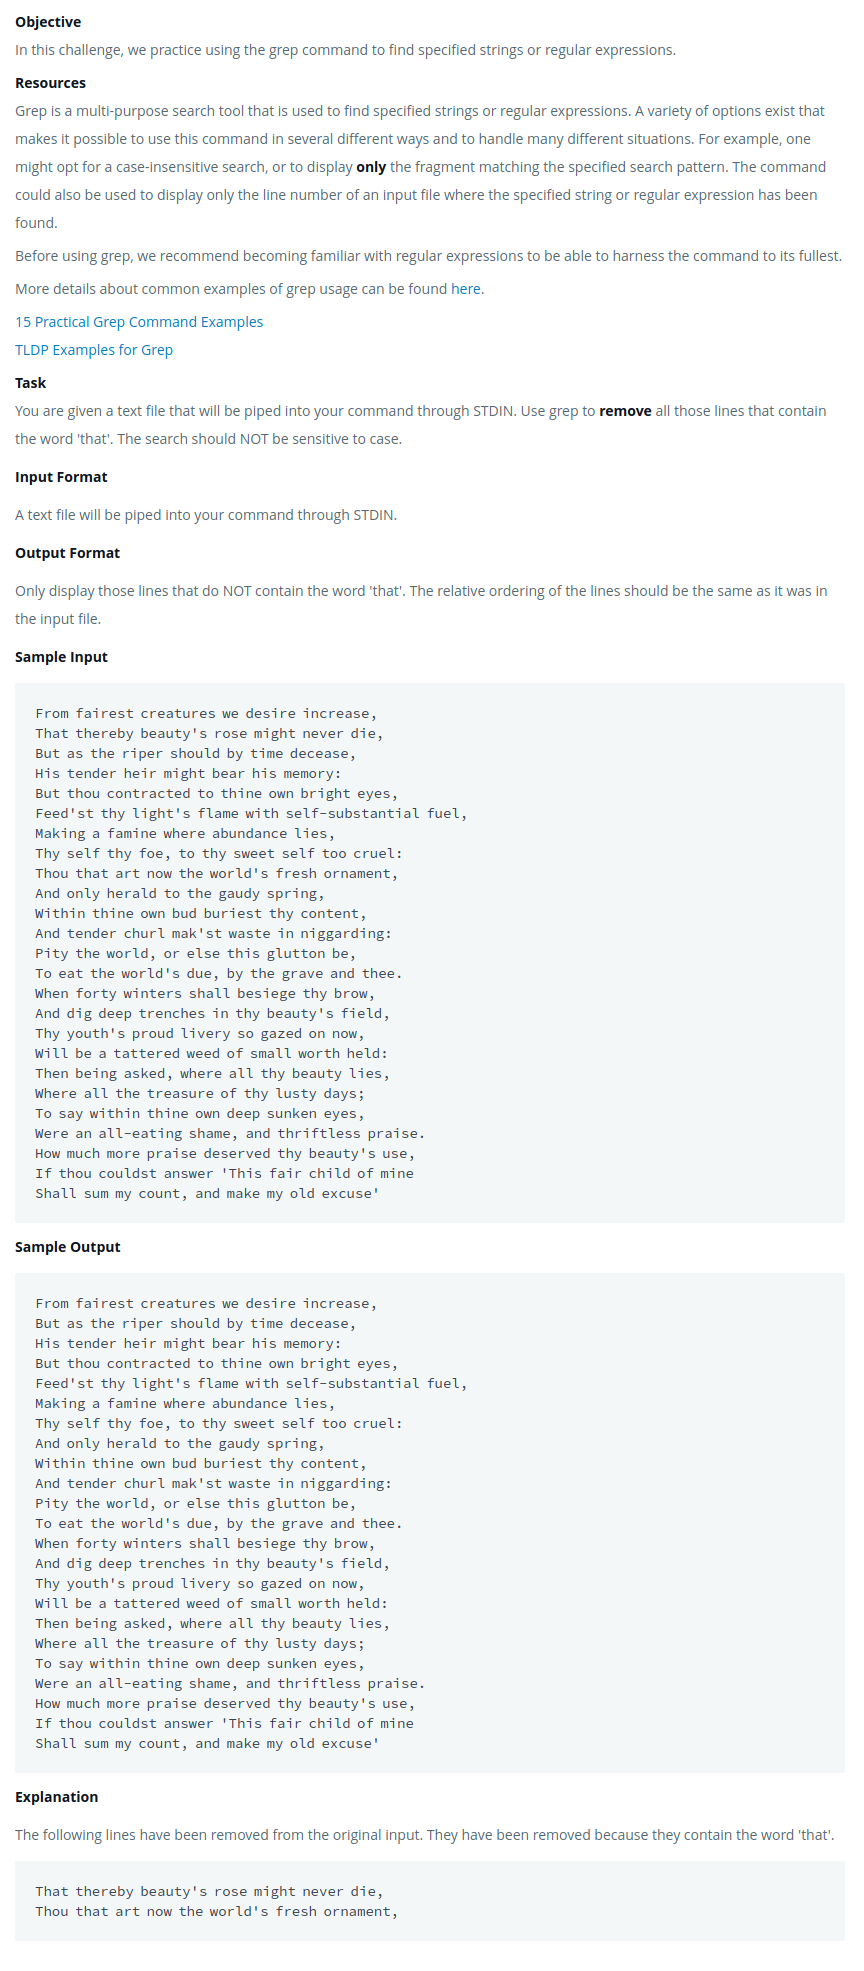 Objective
In this challenge, we practice using the grep command to find specified strings or regular expressions.
Resources
Grep is a multi-purpose search tool that is used to find specified strings or regular expressions. A variety of options exist that
makes it possible to use this command in several different ways and to handle many different situations. For example, one
might opt for a case-insensitive search, or to display only the fragment matching the specified search pattern. The command
could also be used to display only the line number of an input file where the specified string or regular expression has been
found.
Before using grep, we recommend becoming familiar with regular expressions to be able to harness the command to its fullest.
More details about common examples of grep usage can be found here.
15 Practical Grep Command Examples
TLDP Examples for Grep
Task
You are given a text file that will be piped into your command through STDIN. Use grep to remove all those lines that contain
the word 'that'. The search should NOT be sensitive to case.
Input Format
A text file will be piped into your command through STDIN.
Output Format
Only display those lines that do NOT contain the word 'that'. The relative ordering of the lines should be the same as it was in
the input file.
Sample Input
From fairest creatures we desire increase,
That thereby beauty's rose might never die,
But as the riper should by time decease,
His tender heir might bear his memory:
But thou contracted to thine own bright eyes,
Feed'st thy light's flame with self-substantial fuel,
Making a famine where abundance lies,
Thy self thy foe, to thy sweet self too cruel:
Thou that art now the world's fresh ornament,
And only herald to the gaudy spring,
Within thine own bud buriest thy content,
And tender churl mak'st waste in niggarding:
Pity the world, or else this glutton be,
To eat the world's due, by the grave and thee.
When forty winters shall besiege thy brow,
And dig deep trenches in thy beauty's field,
Thy youth's proud livery so gazed on now,
Will be a tattered weed of small worth held:
Then being asked, where all thy beauty lies,
Where all the treasure of thy lusty days;
To say within thine own deep sunken eyes,
Were an all-eating shame, and thriftless praise.
How much more praise deserved thy beauty's use,
If thou couldst answer 'This fair child of mine
Shall sum my count, and make my old excuse'
Sample Output
From fairest creatures we desire increase,
But as the riper should by time decease,
His tender heir might bear his memory:
But thou contracted to thine own bright eyes,
Feed'st thy light's flame with self-substantial fuel,
Making a famine where abundance lies,
Thy self thy foe, to thy sweet self too cruel:
And only herald to the gaudy spring,
Within thine own bud buriest thy content,
And tender churl mak'st waste in niggarding:
Pity the world, or else this glutton be,
To eat the world's due, by the grave and thee.
When forty winters shall besiege thy brow,
And dig deep trenches in thy beauty's field,
Thy youth's proud livery so gazed on now,
Will be a tattered weed of small worth held:
Then being asked, where all thy beauty lies,
Where all the treasure of thy lusty days;
To say within thine own deep sunken eyes,
Were an all-eating shame, and thriftless praise.
How much more praise deserved thy beauty's use,
If thou couldst answer 'This fair child of mine
Shall sum my count, and make my old excuse'
Explanation
The following lines have been removed from the original input. They have been removed because they contain the word 'that'.
That thereby beauty's rose might never die,
Thou that art now the world's fresh ornament,